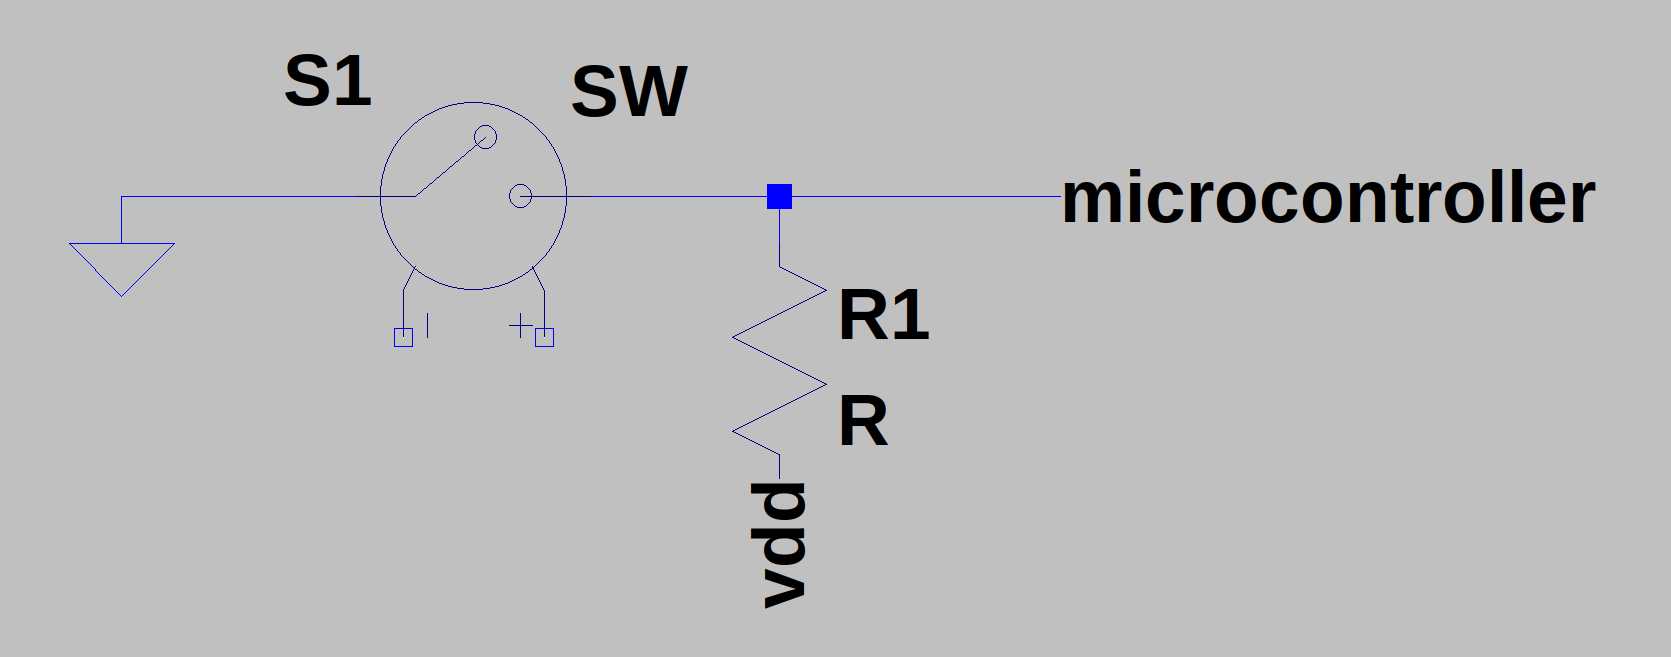 S1
SW
microcontroller
R1
R
vdd